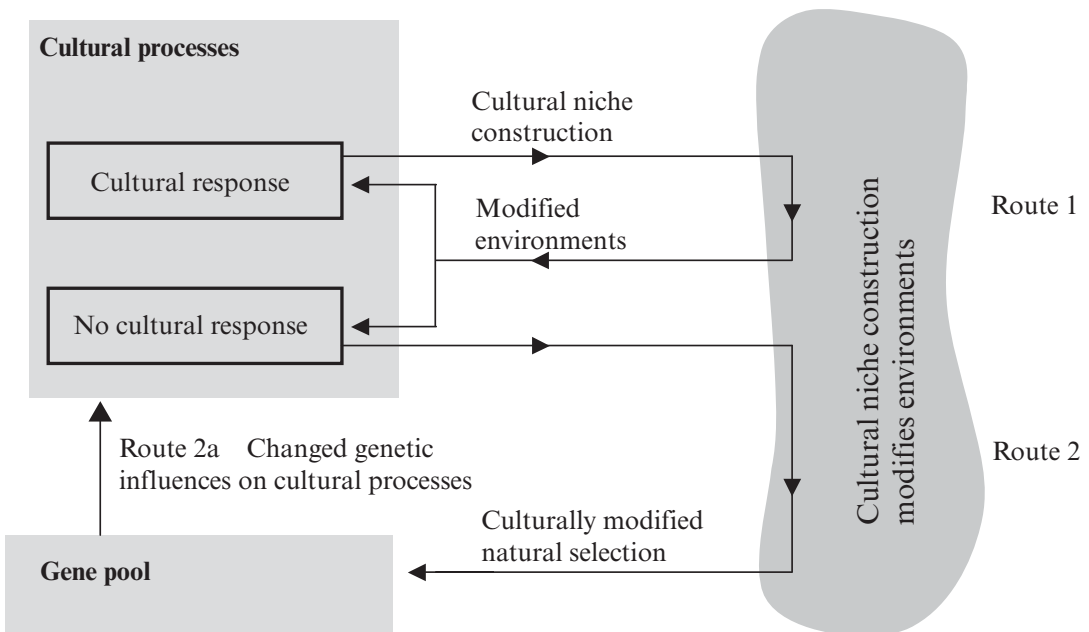 Cultural processes
Cultural niche
construction
Cultural response
Modified
environments
Route 1
No cultural response
Cultural niche construction
modifies environments
Route 2a Changed genetic
influences on cultural processes
Route 2
Culturally modified
natural selection
Gene pool